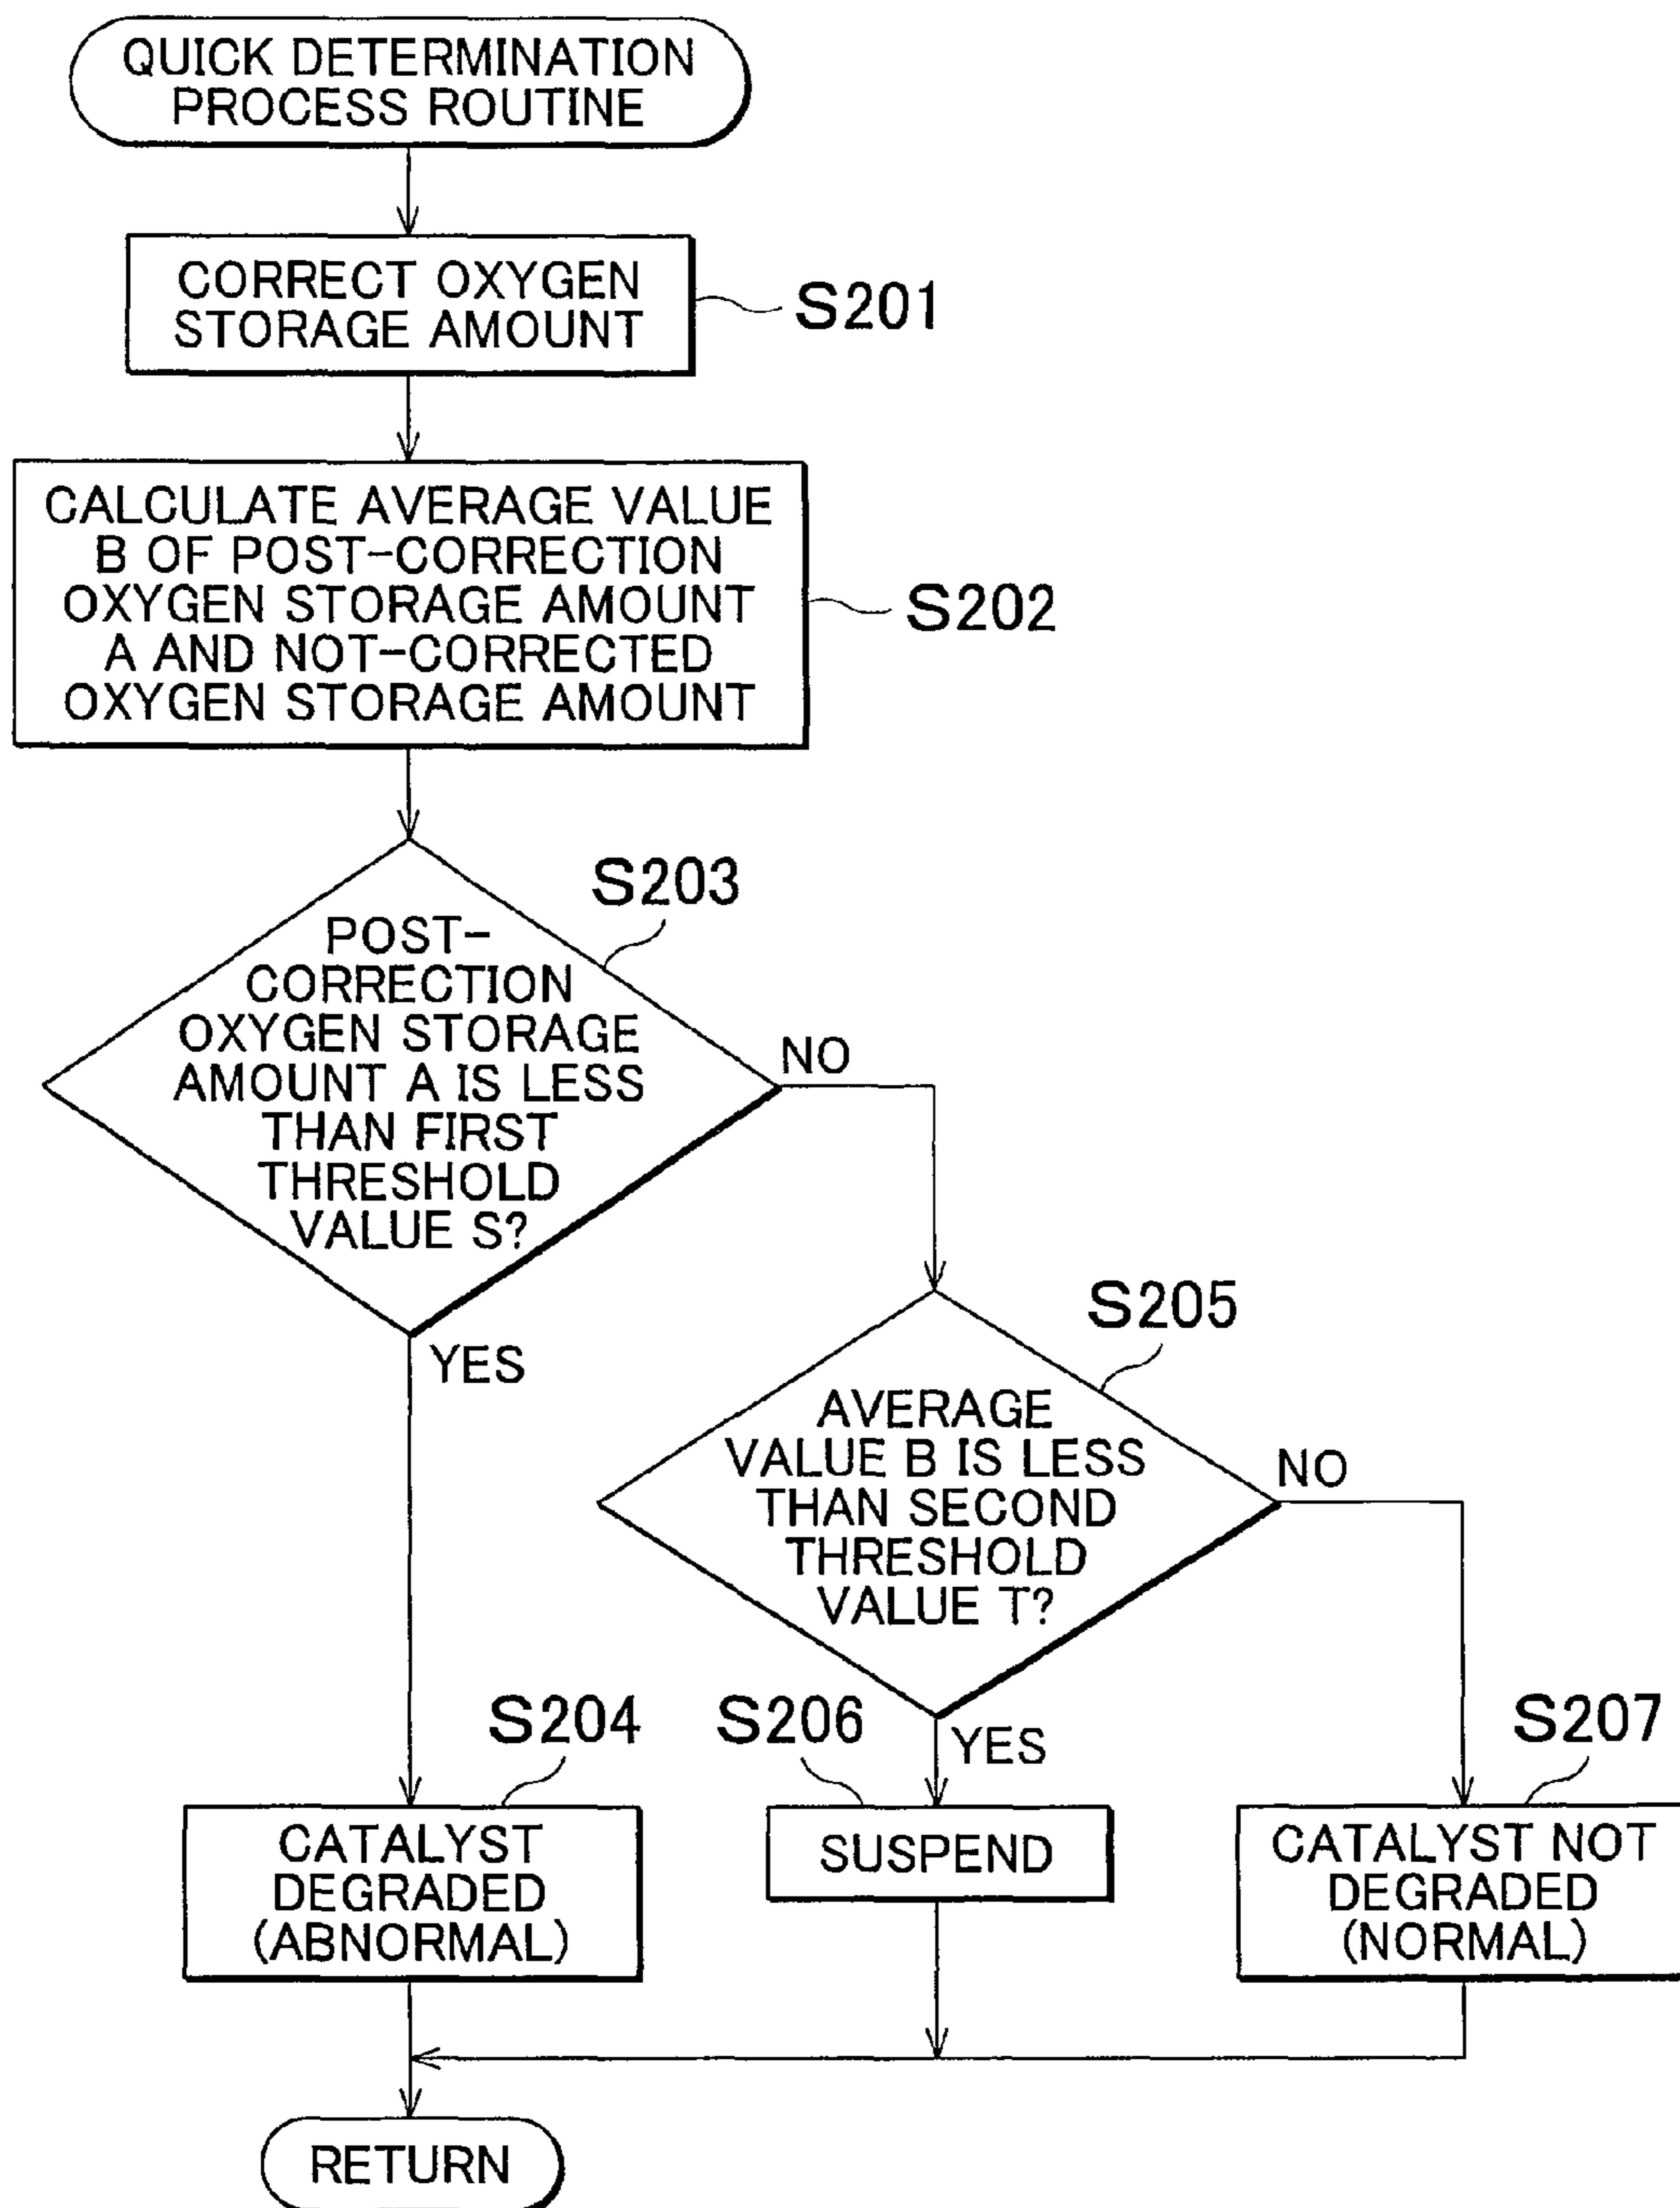 QUICK DETERMINATION
PROCESS ROUTINE
CORRECT OXYGEN
STORAGE AMOUNT
S201
CALCULATE AVERAGE VALUE
B OF POST-CORRECTION
OXYGEN STORAGE AMOUNT
A AND NOT-CORRECTED
OXYGEN STORAGE AMOUNT
S202
S203
POST-
CORRECTION
OXYGEN STORAGE
AMOUNT A IS LESS
THAN FIRST
THRESHOLD
VALUE S?
NO
YES
S205
AVERAGE
VALUE B IS LESS
THAN SECOND
THRESHOLD
VALUE T?
NO
YES
S204
CATALYST
DEGRADED
(ABNORMAL)
S206
SUSPEND
S207
CATALYST NOT
DEGRADED
(NORMAL)
RETURN